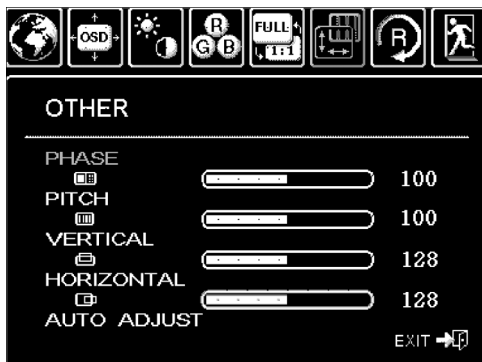 OSD
R
G B
FULL
1:1
R
OTHER
PHASE
100
PITCH
100
VERTICAL
128
HORIZONTAL
128
AUTO ADJUST
EXIT